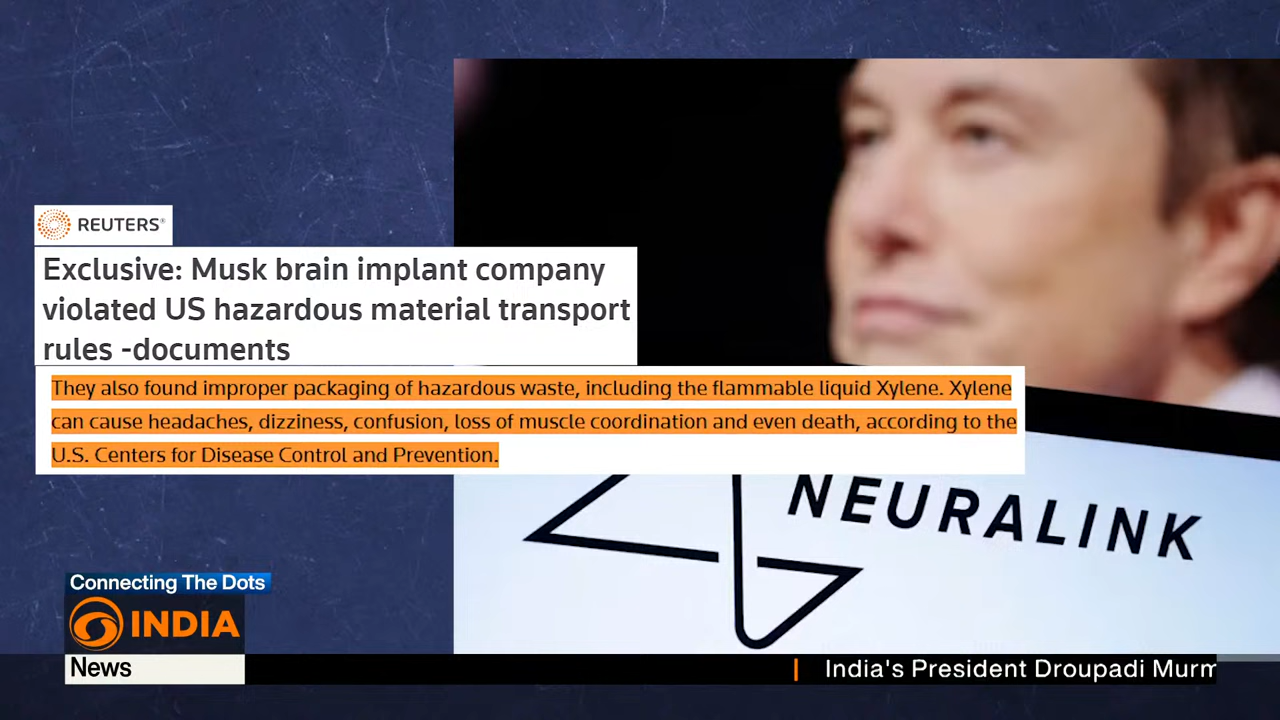 REUTERS®
Exclusive: Musk brain implant company
violated US hazardous material transport
rules -documents
They also found improper packaging of hazardous waste, including the flammable liquid Xylene. Xylene
can cause headaches, dizziness, confusion, loss of muscle coordination and even death, according to the
U.S. Centers for Disease Control and Prevention.
NEURALINK
Connecting The Dots
INDIA
News
India's President Droupadi Murm